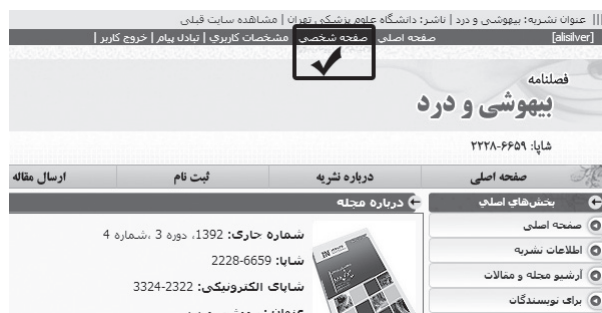 ||| عنوان نشریه: بیهوشی و درد | ناشر: دانشگاه علوم پزشکی تهران | مشاهده سایت قبلی
[alisilver] صفحه اصلی | صفحه شخصی | مشخصات کاربری | تبادل پیام | خروج کاربر |
فصلنامه
بیهوشی و درد
شاپا: ۶۶۵۹-۲۲۲۸
صفحه اصلی درباره نشریه ثبت نام ارسال مقاله
بخش‌های اصلی
درباره مجله
صفحه اصلی
اطلاعات نشریه
آرشیو مجله و مقالات
برای نویسندگان
شماره جاری: 1392، دوره 3 ،شماره 4
شاپا: 2228-6659
شاپای الکترونیکی: 2322-3324